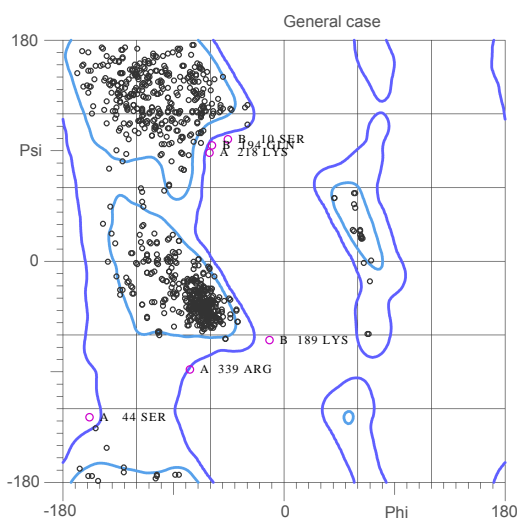 General case
180
B 10 SER
B 194 GLN
Psi
A 218 LYS
0
B 189 LYS
A 339 ARG
A 44 SER
-180
-180
0
Phi
180